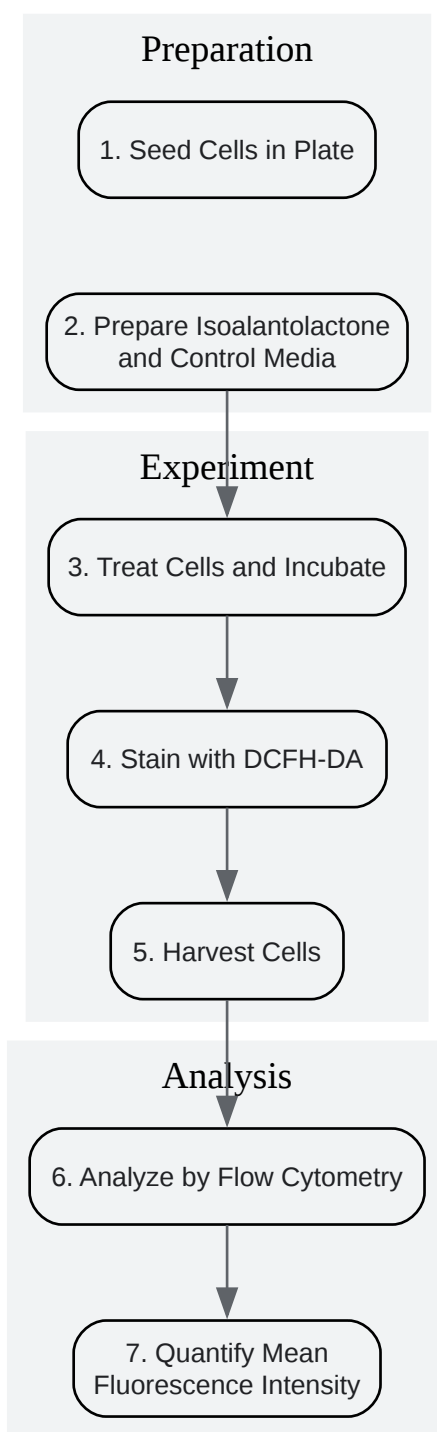 Preparation
1. Seed Cells in Plate
2. Prepare Isoalantolactone
and Control Media
Experiment
3. Treat Cells and Incubate
4. Stain with DCFH-DA
5. Harvest Cells
Analysis
6. Analyze by Flow Cytometry
7. Quantify Mean
Fluorescence Intensity